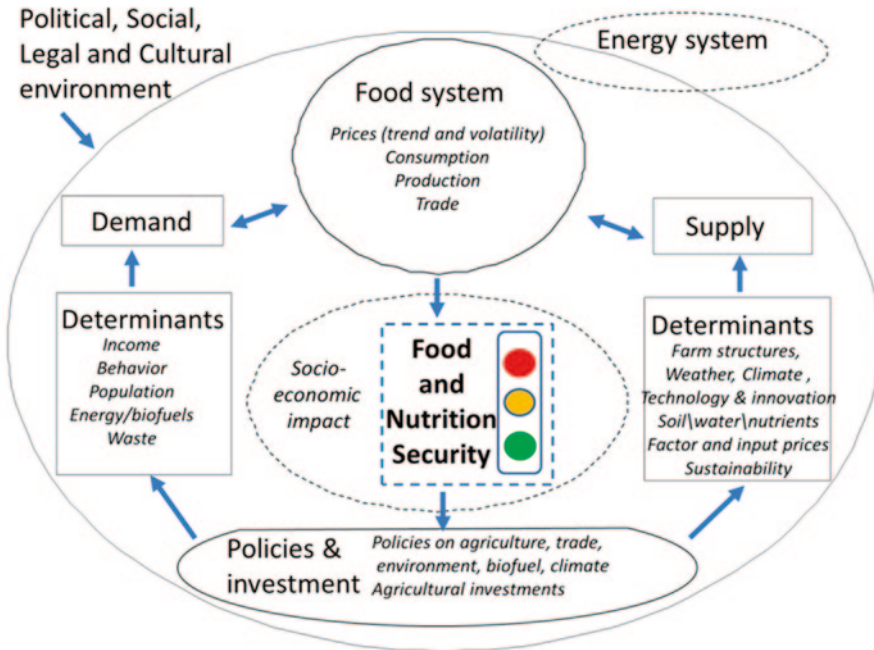 Political, Social,
Legal and Cultural
environment
Energy system
Food system
Prices (trend and volatility)
Consumption
Production
Trade
Demand
Supply
Determinants
Income
Behavior
Population
Energy/biofuels
Waste
Socio-
economic
impact
Food
and
Nutrition
Security
Determinants
Farm structures,
Weather, Climate ,
Technology & innovation
Soil\water\nutrients
Factor and input prices
Sustainability
Policies &
investment
Policies on agriculture, trade,
environment, biofuel, climate
Agricultural investments